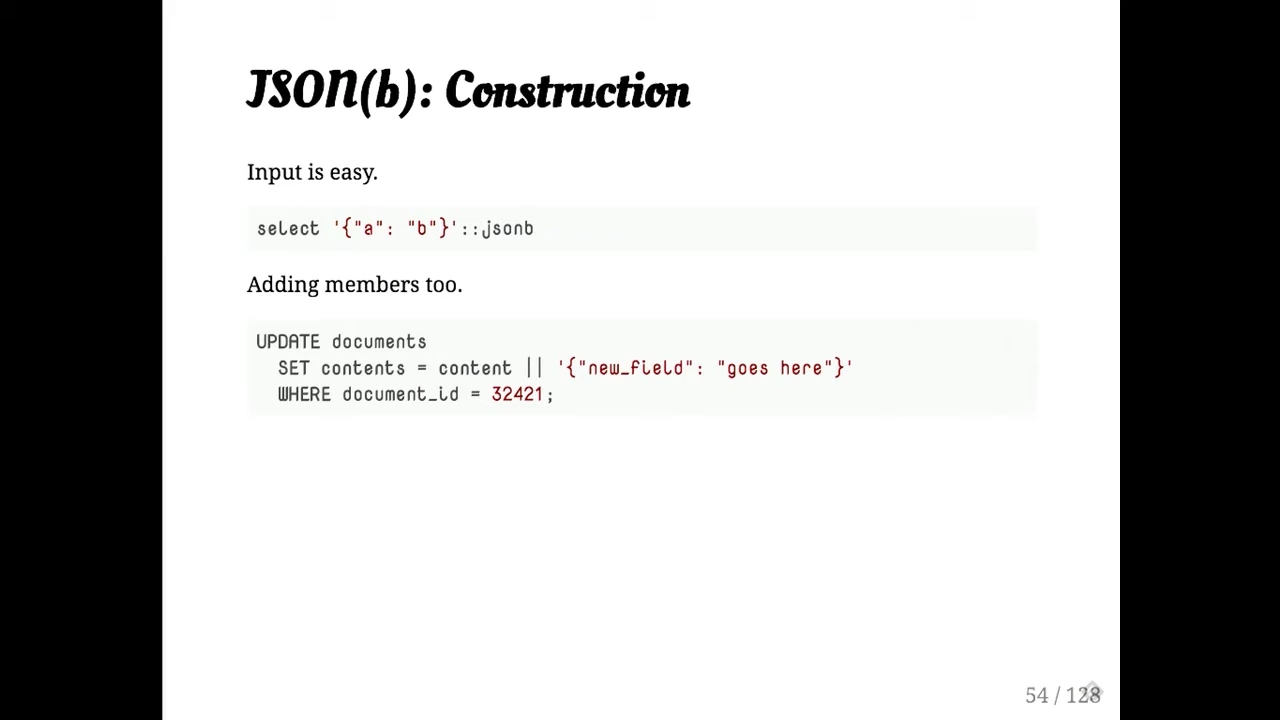 JSON(b): Construction
Input is easy.
select '{"a": "b"}'::jsonb
Adding members too.
UPDATE documents
SET contents = content || '{"new_field": "goes here"}'
WHERE document_id = 32421;
54 / 128